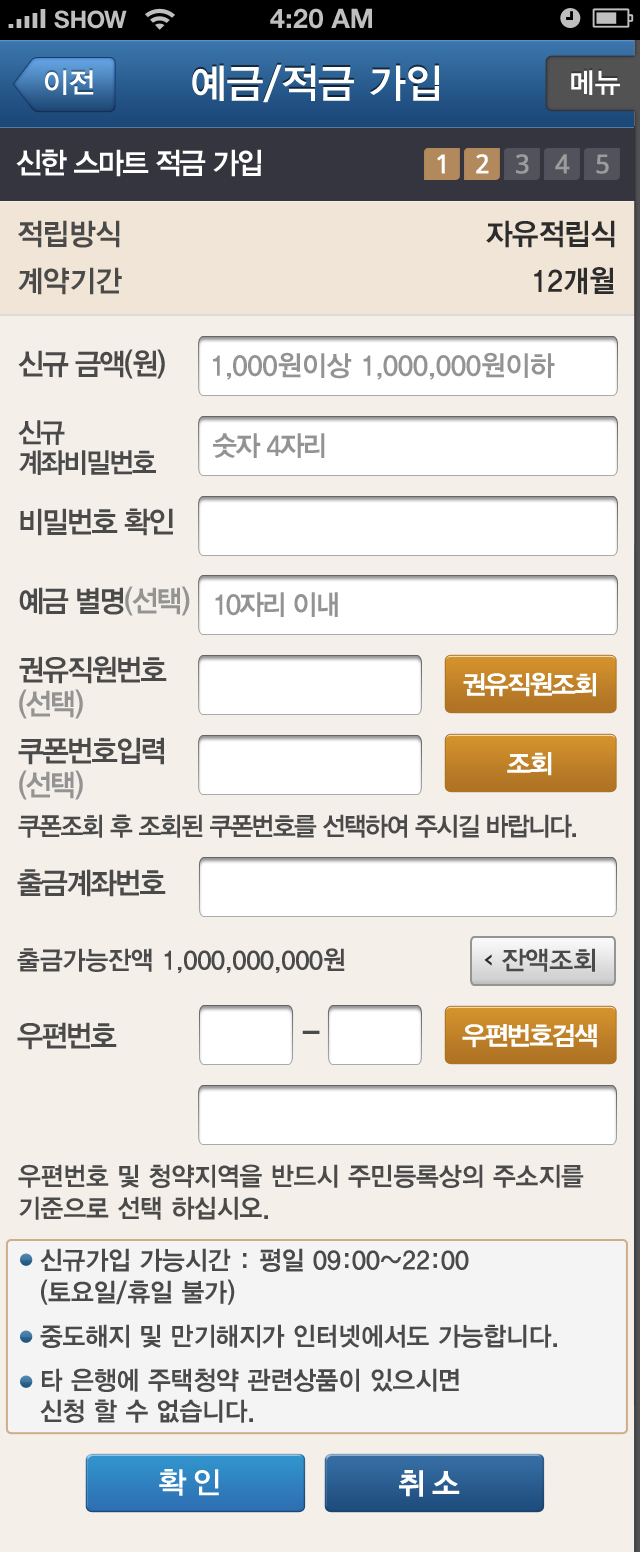 SHOW 4:20 AM
이전 예금/적금 가입 메뉴
신한 스마트 적금 가입 1 2 3 4 5
적립방식 자유적립식
계약기간 12개월
신규 금액(원) 1,000원이상 1,000,000원이하
신규
계좌비밀번호 숫자 4자리
비밀번호 확인
예금 별명(선택) 10자리 이내
권유직원번호
(선택) 권유직원조회
쿠폰번호입력
(선택) 조회
쿠폰조회 후 조회된 쿠폰번호를 선택하여 주시길 바랍니다.
출금계좌번호
출금가능잔액 1,000,000,000원 < 잔액조회
우편번호 – 우편번호검색
우편번호 및 청약지역을 반드시 주민등록상의 주소지를
기준으로 선택 하십시오.
• 신규가입 가능시간 : 평일 09:00~22:00
(토요일/휴일 불가)
• 중도해지 및 만기해지가 인터넷에서도 가능합니다.
• 타 은행에 주택청약 관련상품이 있으시면
신청 할 수 없습니다.
확인 취소